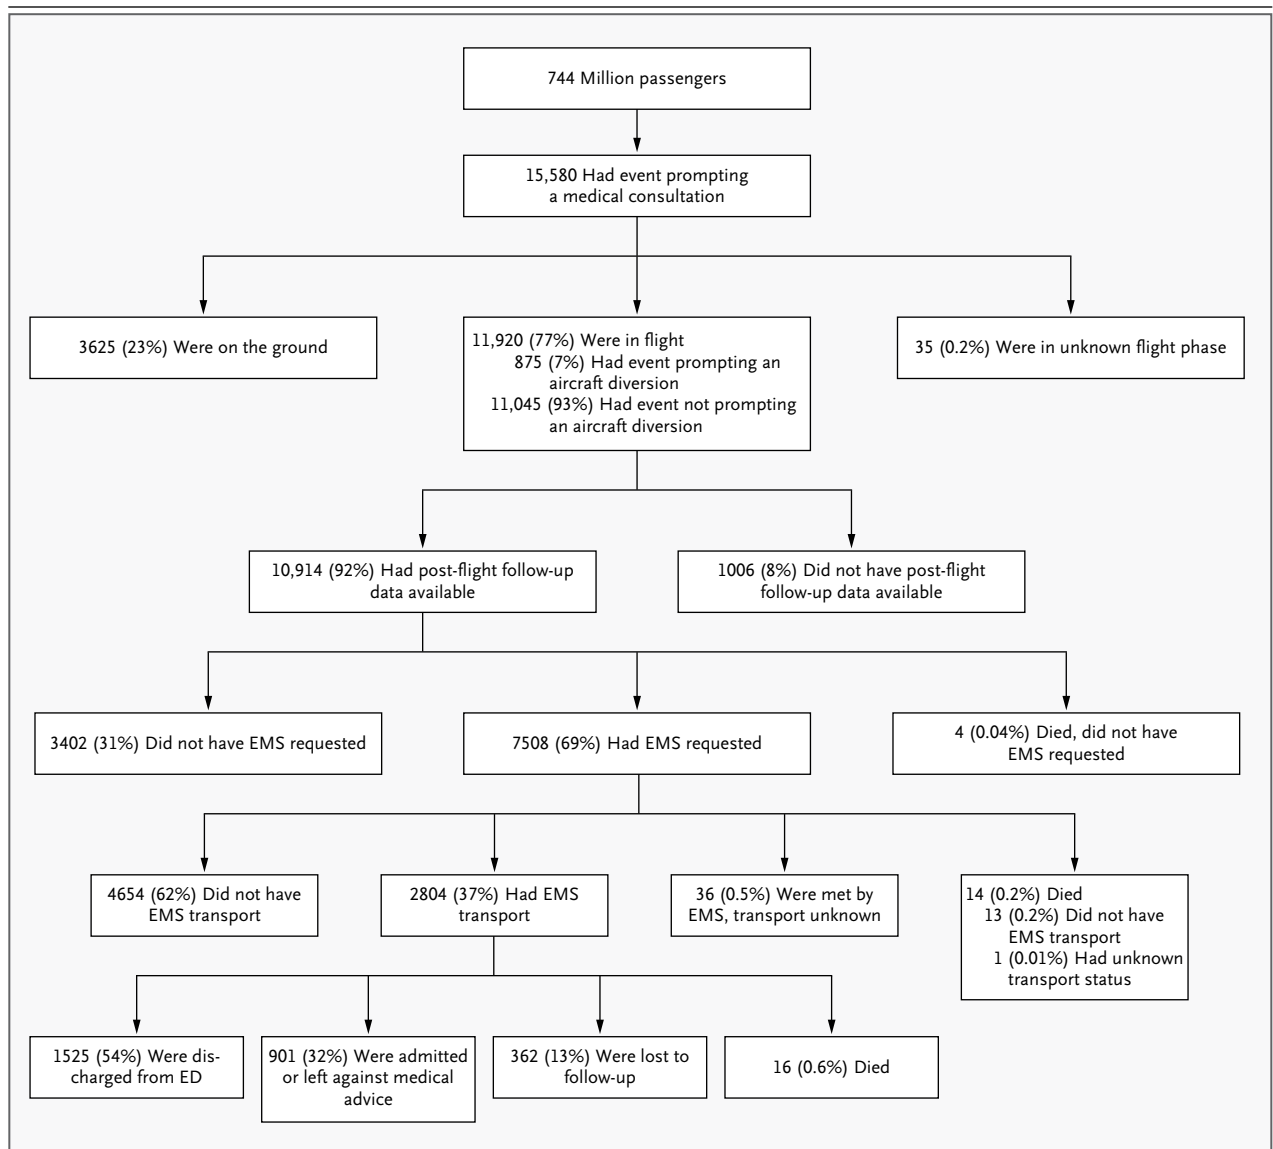 744 Million passengers
15,580 Had event prompting
a medical consultation
3625 (23%) Were on the ground
11,920 (77%) Were in flight
875 (7%) Had event prompting an
aircraft diversion
11,045 (93%) Had event not prompting
an aircraft diversion
35 (0.2%) Were in unknown flight phase
10,914 (92%) Had post-flight follow-up
data available
1006 (8%) Did not have post-flight
follow-up data available
3402 (31%) Did not have EMS requested
7508 (69%) Had EMS requested
4 (0.04%) Died, did not have
EMS requested
4654 (62%) Did not have
EMS transport
2804 (37%) Had EMS
transport
36 (0.5%) Were met by
EMS, transport unknown
14 (0.2%) Died
13 (0.2%) Did not have
EMS transport
1 (0.01%) Had unknown
transport status
1525 (54%) Were dis-
charged from ED
901 (32%) Were admitted
or left against medical
advice
362 (13%) Were lost to
follow-up
16 (0.6%) Died